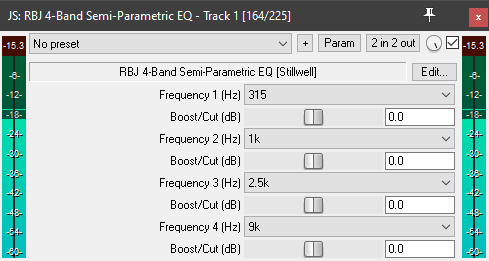 JS: RBJ 4-Band Semi-Parametric EQ - Track 1 [164/225]
-15.3 No preset + Param 2 in 2 out -15.3
RBJ 4-Band Semi-Parametric EQ [Stillwell] Edit...
Frequency 1 (Hz) 315
Boost/Cut (dB) 0.0
Frequency 2 (Hz) 1k
Boost/Cut (dB) 0.0
Frequency 3 (Hz) 2.5k
Boost/Cut (dB) 0.0
Frequency 4 (Hz) 9k
Boost/Cut (dB) 0.0
-6-
-12-
-18-
-24-
-30-
-36-
-42-
-48-
-54-
-60-
-6-
-12-
-18-
-24-
-30-
-36-
-42-
-48-
-54-
-60-